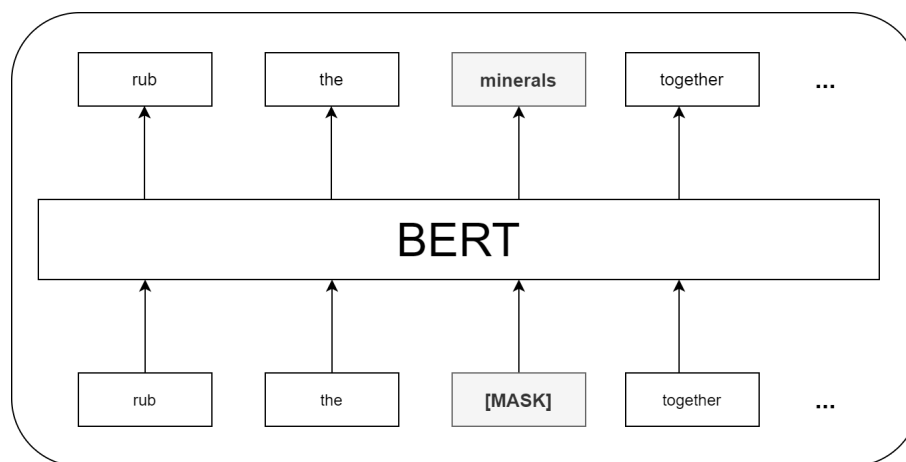 rub the minerals together ...
BERT
rub the [MASK] together ...